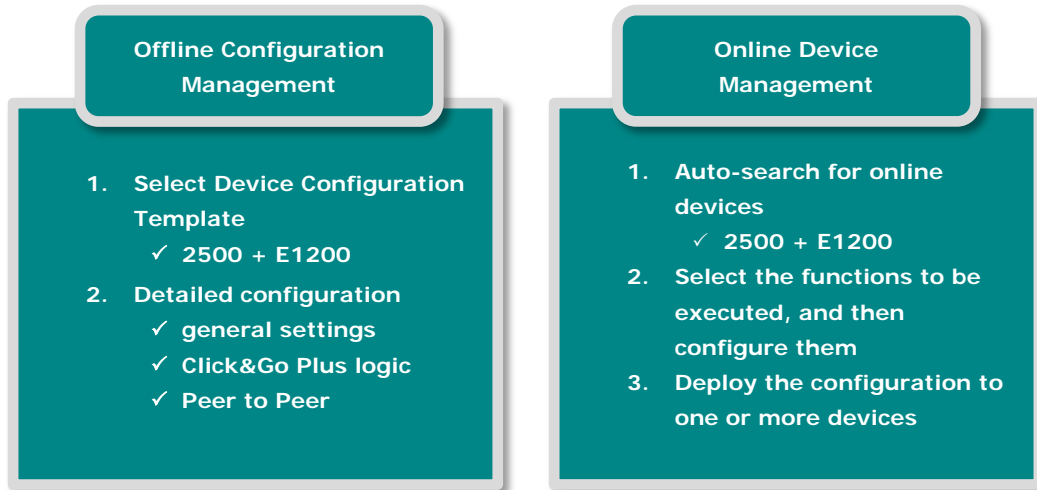 Offline Configuration
Management
1. Select Device Configuration
Template
✓ 2500 + E1200
2. Detailed configuration
✓ general settings
✓ Click&Go Plus logic
✓ Peer to Peer
Online Device
Management
1. Auto-search for online
devices
✓ 2500 + E1200
2. Select the functions to be
executed, and then
configure them
3. Deploy the configuration to
one or more devices